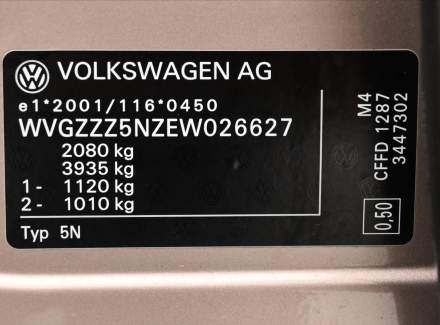 VOLKSWAGEN AG
e1*2001/116*0450
WVGZZZ5NZEW026627
2080 kg
3935 kg
1 - 1120 kg
2 - 1010 kg
Typ 5N
M4
CFFD 1287
3447302
0,50